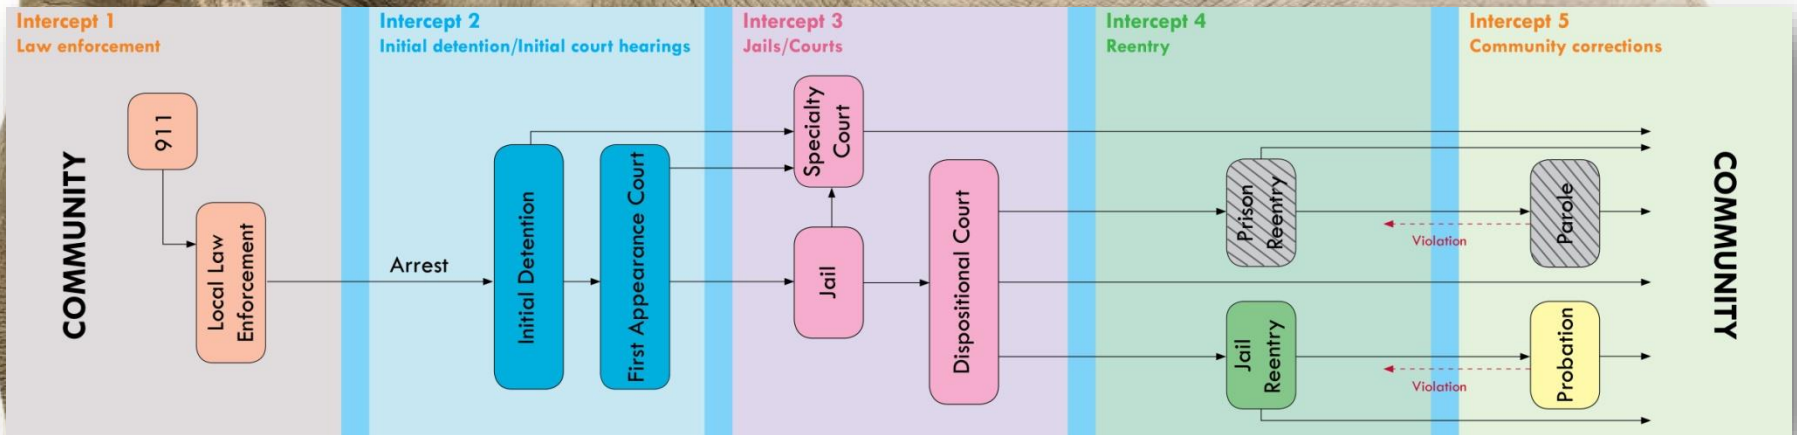 Intercept 1
Law enforcement
COMMUNITY
911
Local Law
Enforcement
Intercept 2
Initial detention/Initial court hearings
Arrest
Initial Detention
First Appearance Court
Intercept 3
Jails/Courts
Specialty
Court
Jail
Dispositional Court
Intercept 4
Reentry
Prison
Reentry
Violation
Jail
Reentry
Violation
Intercept 5
Community corrections
Parole
Probation
COMMUNITY